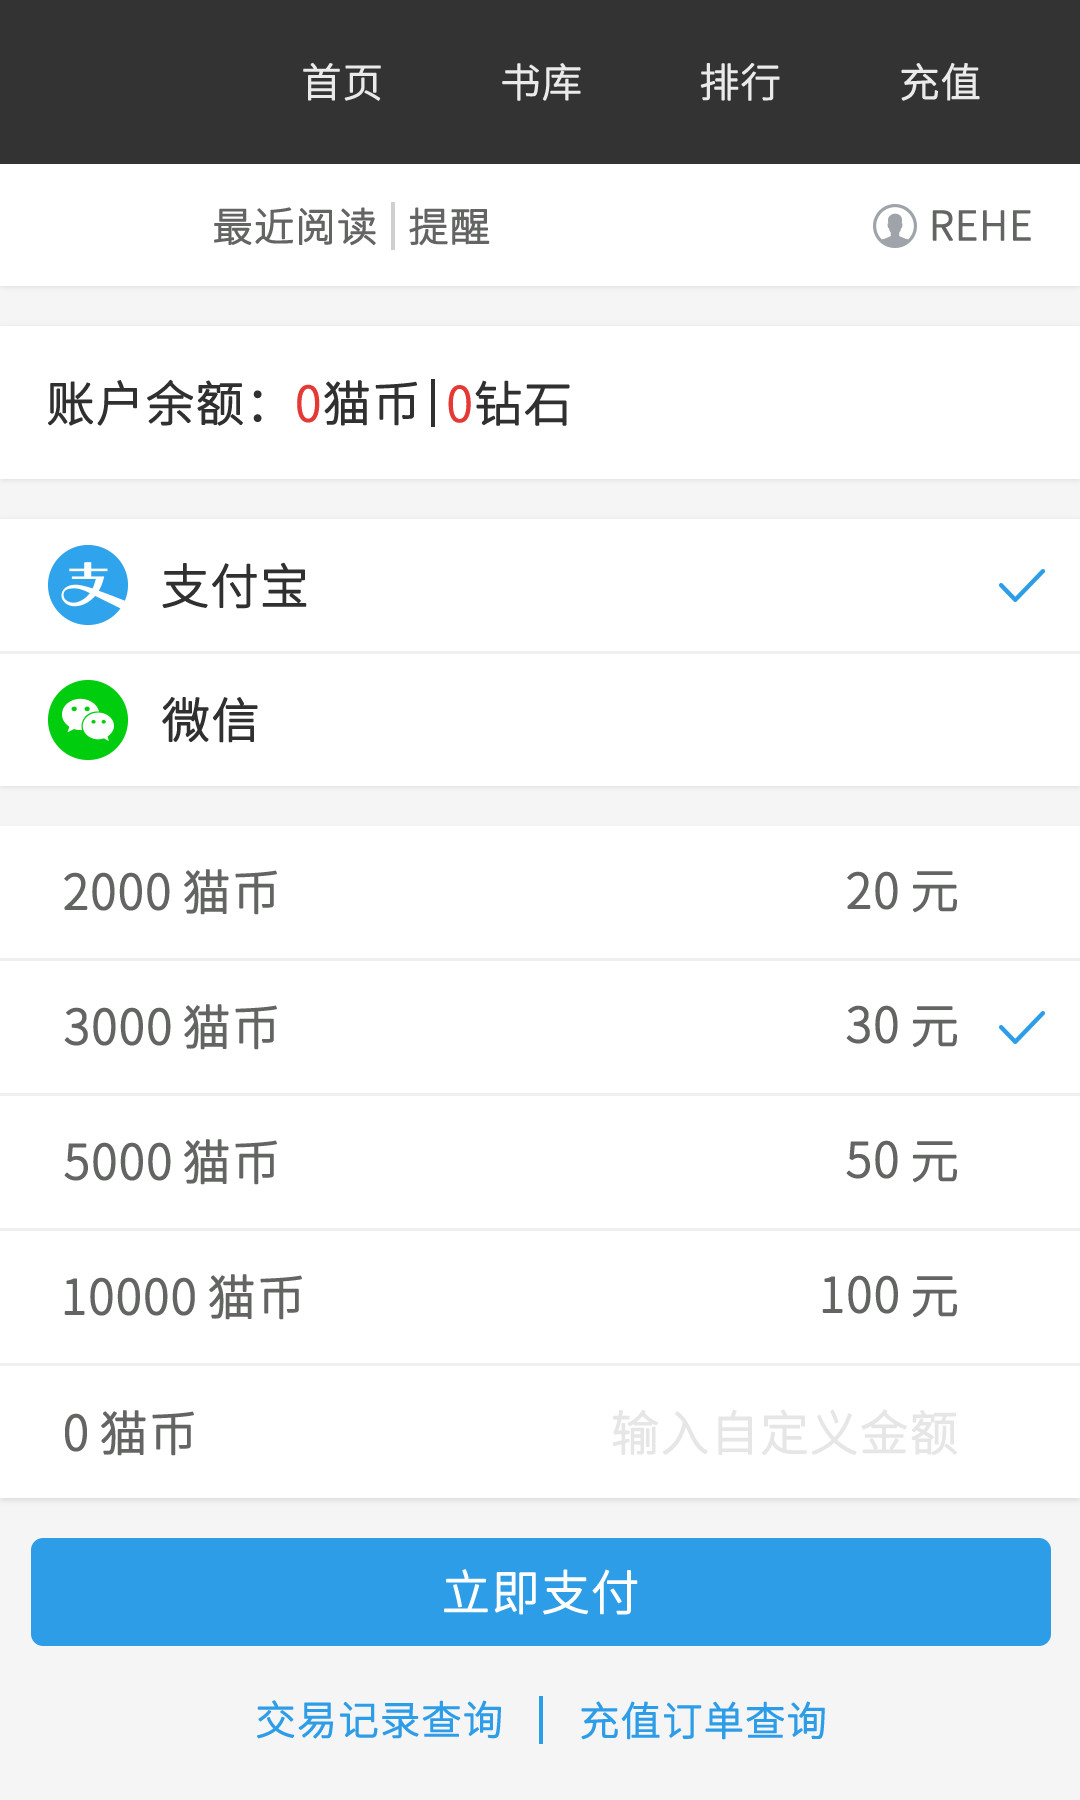 首页 书库 排行 充值
最近阅读|提醒 REHE
账户余额：0猫币|0钻石
支付宝
微信
2000 猫币 20 元
3000 猫币 30 元
5000 猫币 50 元
10000 猫币 100 元
0 猫币 输入自定义金额
立即支付
交易记录查询 | 充值订单查询